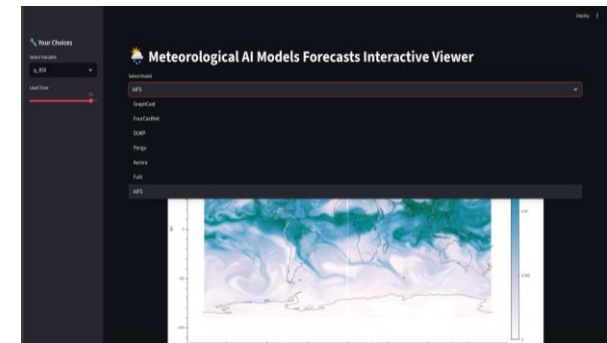 Deploy
Your Choices
Select Variable
q_850
Lead Time
Meteorological AI Models Forecasts Interactive Viewer
Select Model
AIFS
GraphCast
FourCastNet
DLWP
Pangu
Aurora
FuXi
AIFS